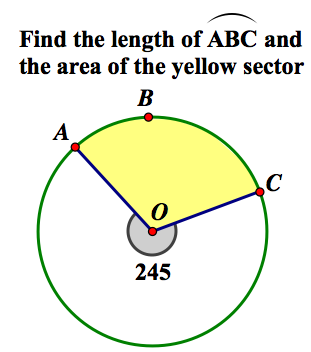 Find the length of ABC and
the area of the yellow sector
B
A
C
O
245